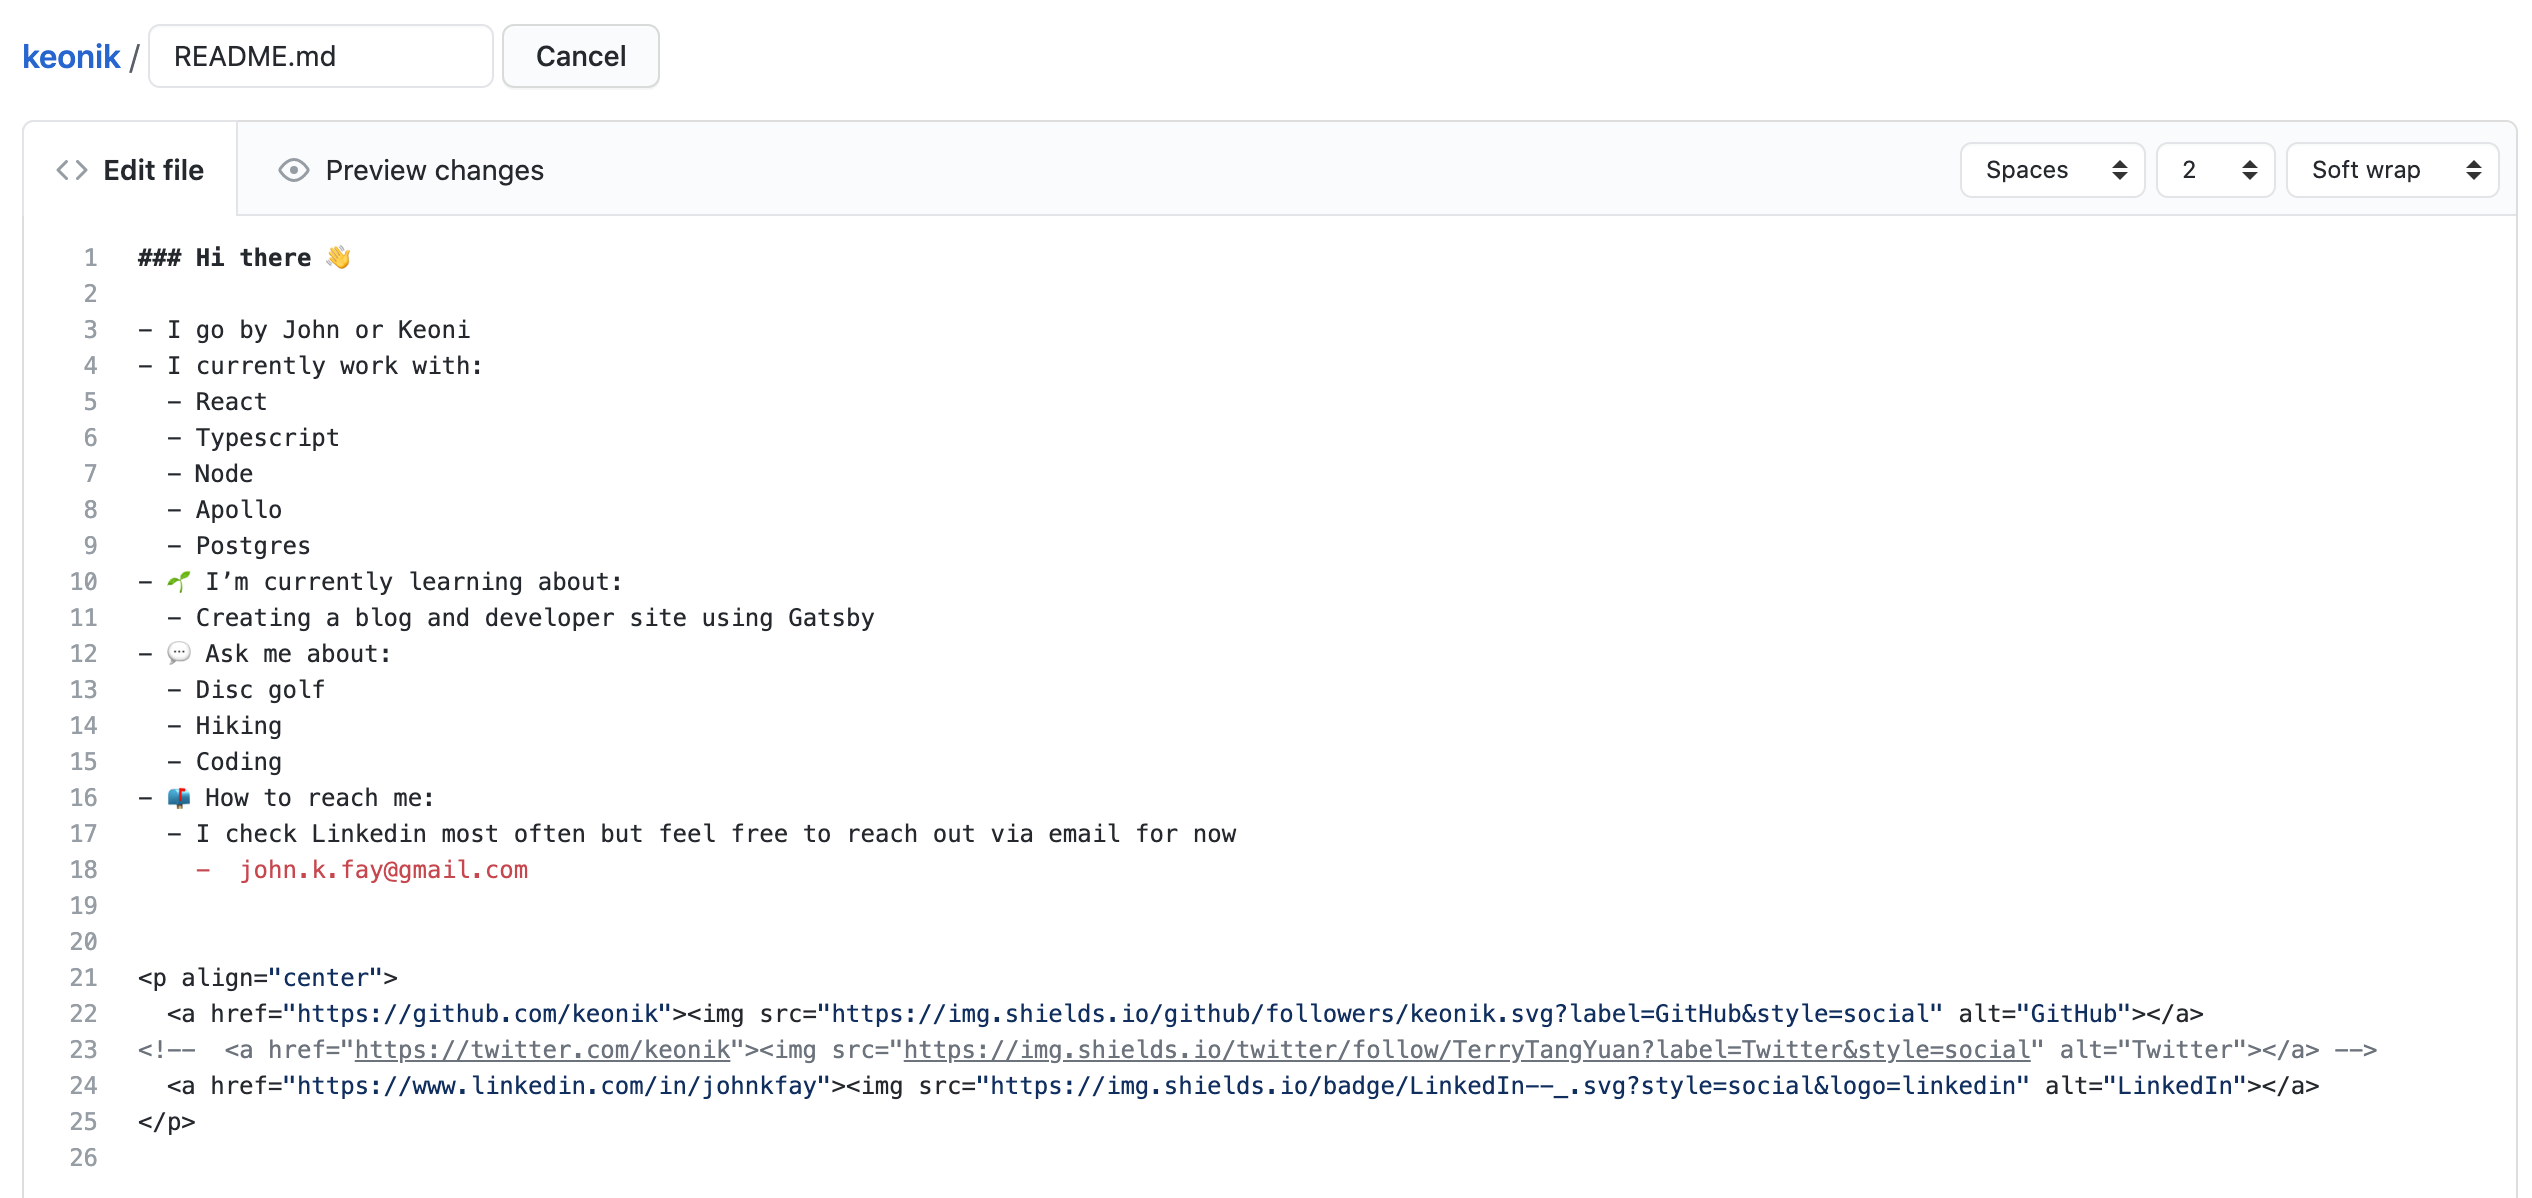 keonik / README.md Cancel
Edit file Preview changes Spaces 2 Soft wrap
1 ### Hi there 👋
2
3 - I go by John or Keoni
4 - I currently work with:
5   - React
6   - Typescript
7   - Node
8   - Apollo
9   - Postgres
10 - 🌱 I’m currently learning about:
11   - Creating a blog and developer site using Gatsby
12 - 💬 Ask me about:
13   - Disc golf
14   - Hiking
15   - Coding
16 - 📫 How to reach me:
17   - I check Linkedin most often but feel free to reach out via email for now
18     -  john.k.fay@gmail.com
19
20
21 <p align="center">
22   <a href="https://github.com/keonik"><img src="https://img.shields.io/github/followers/keonik.svg?label=GitHub&style=social" alt="GitHub"></a>
23 <!--  <a href="https://twitter.com/keonik"><img src="https://img.shields.io/twitter/follow/TerryTangYuan?label=Twitter&style=social" alt="Twitter"></a> -->
24   <a href="https://www.linkedin.com/in/johnkfay"><img src="https://img.shields.io/badge/LinkedIn--_.svg?style=social&logo=linkedin" alt="LinkedIn"></a>
25 </p>
26